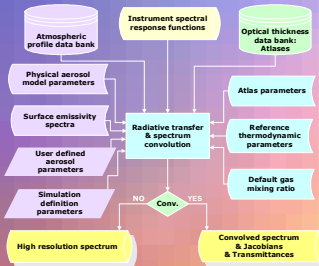 Atmospheric
profile data bank
Instrument spectral
response functions
Optical thickness
data bank:
Atlases
Physical aerosol
model parameters
Atlas parameters
Surface emissivity
spectra
Radiative transfer
& spectrum
convolution
Reference
thermodynamic
parameters
User defined
aerosol
parameters
Default gas
mixing ratio
Simulation
definition
parameters
NO
Conv.
YES
High resolution spectrum
Convolved spectrum
& Jacobians
& Transmittances